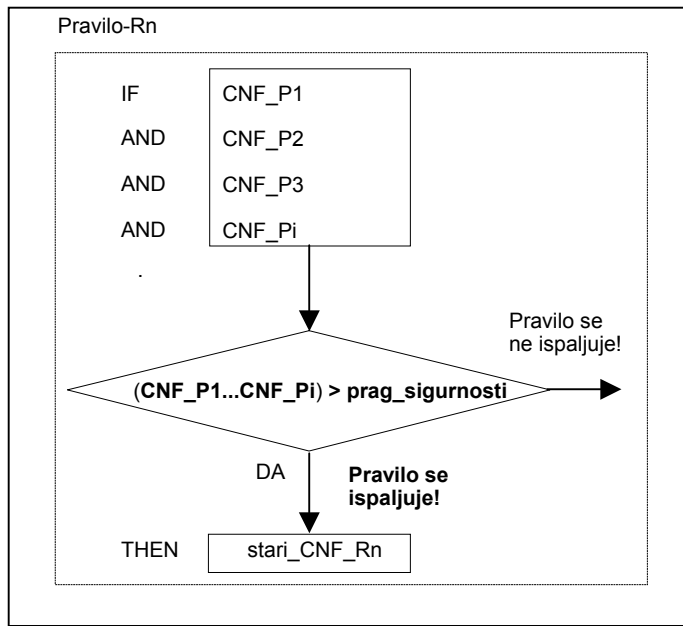 Pravilo-Rn
IF CNF_P1
AND CNF_P2
AND CNF_P3
AND CNF_Pi
.
Pravilo se
ne ispaljuje!
(CNF_P1...CNF_Pi) > prag_sigurnosti
DA
Pravilo se
ispaljuje!
THEN stari_CNF_Rn